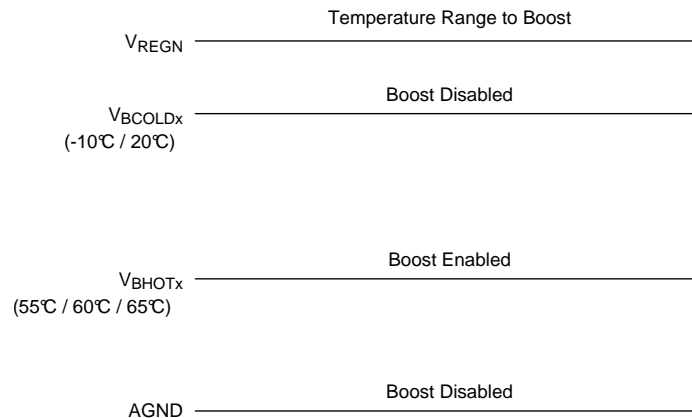 Temperature Range to Boost
VREGN
Boost Disabled
VBCOLDx
(-10℃ / 20℃)
Boost Enabled
VBHOTx
(55℃ / 60℃ / 65℃)
Boost Disabled
AGND